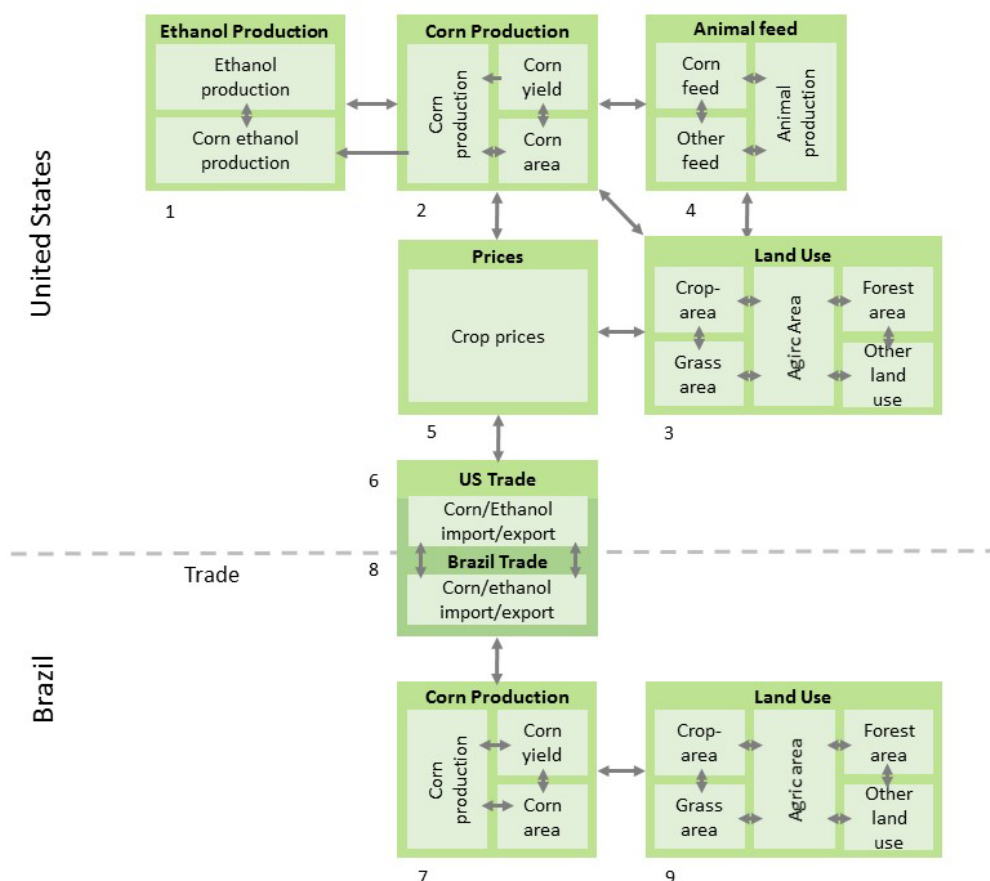 United States
Ethanol Production
Ethanol
production
Corn ethanol
production
1
Corn Production
Corn
production
Corn
yield
Corn
area
2
Animal feed
Corn
feed
Other
feed
Animal
production
4
Prices
Crop prices
5
Land Use
Crop-
area
Grass
area
Agirc Area
Forest
area
Other
land
use
3
6
US Trade
Corn/Ethanol
import/export
Trade
8
Brazil Trade
Corn/ethanol
import/export
Brazil
Corn Production
Corn
production
Corn
yield
Corn
area
7
Land Use
Crop-
area
Grass
area
Agric area
Forest
area
Other
land
use
9